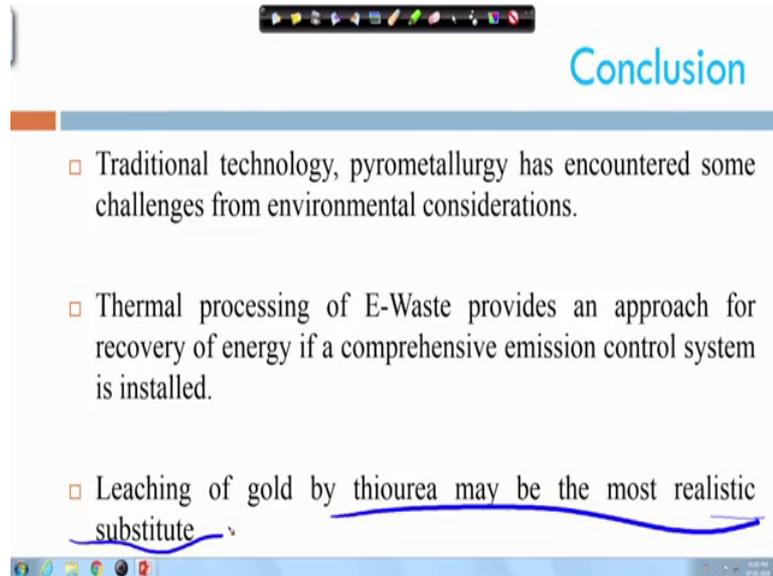 Conclusion
Traditional technology, pyrometallurgy has encountered some
challenges from environmental considerations.
Thermal processing of E-Waste provides an approach for
recovery of energy if a comprehensive emission control system
is installed.
Leaching of gold by thiourea may be the most realistic
substitute